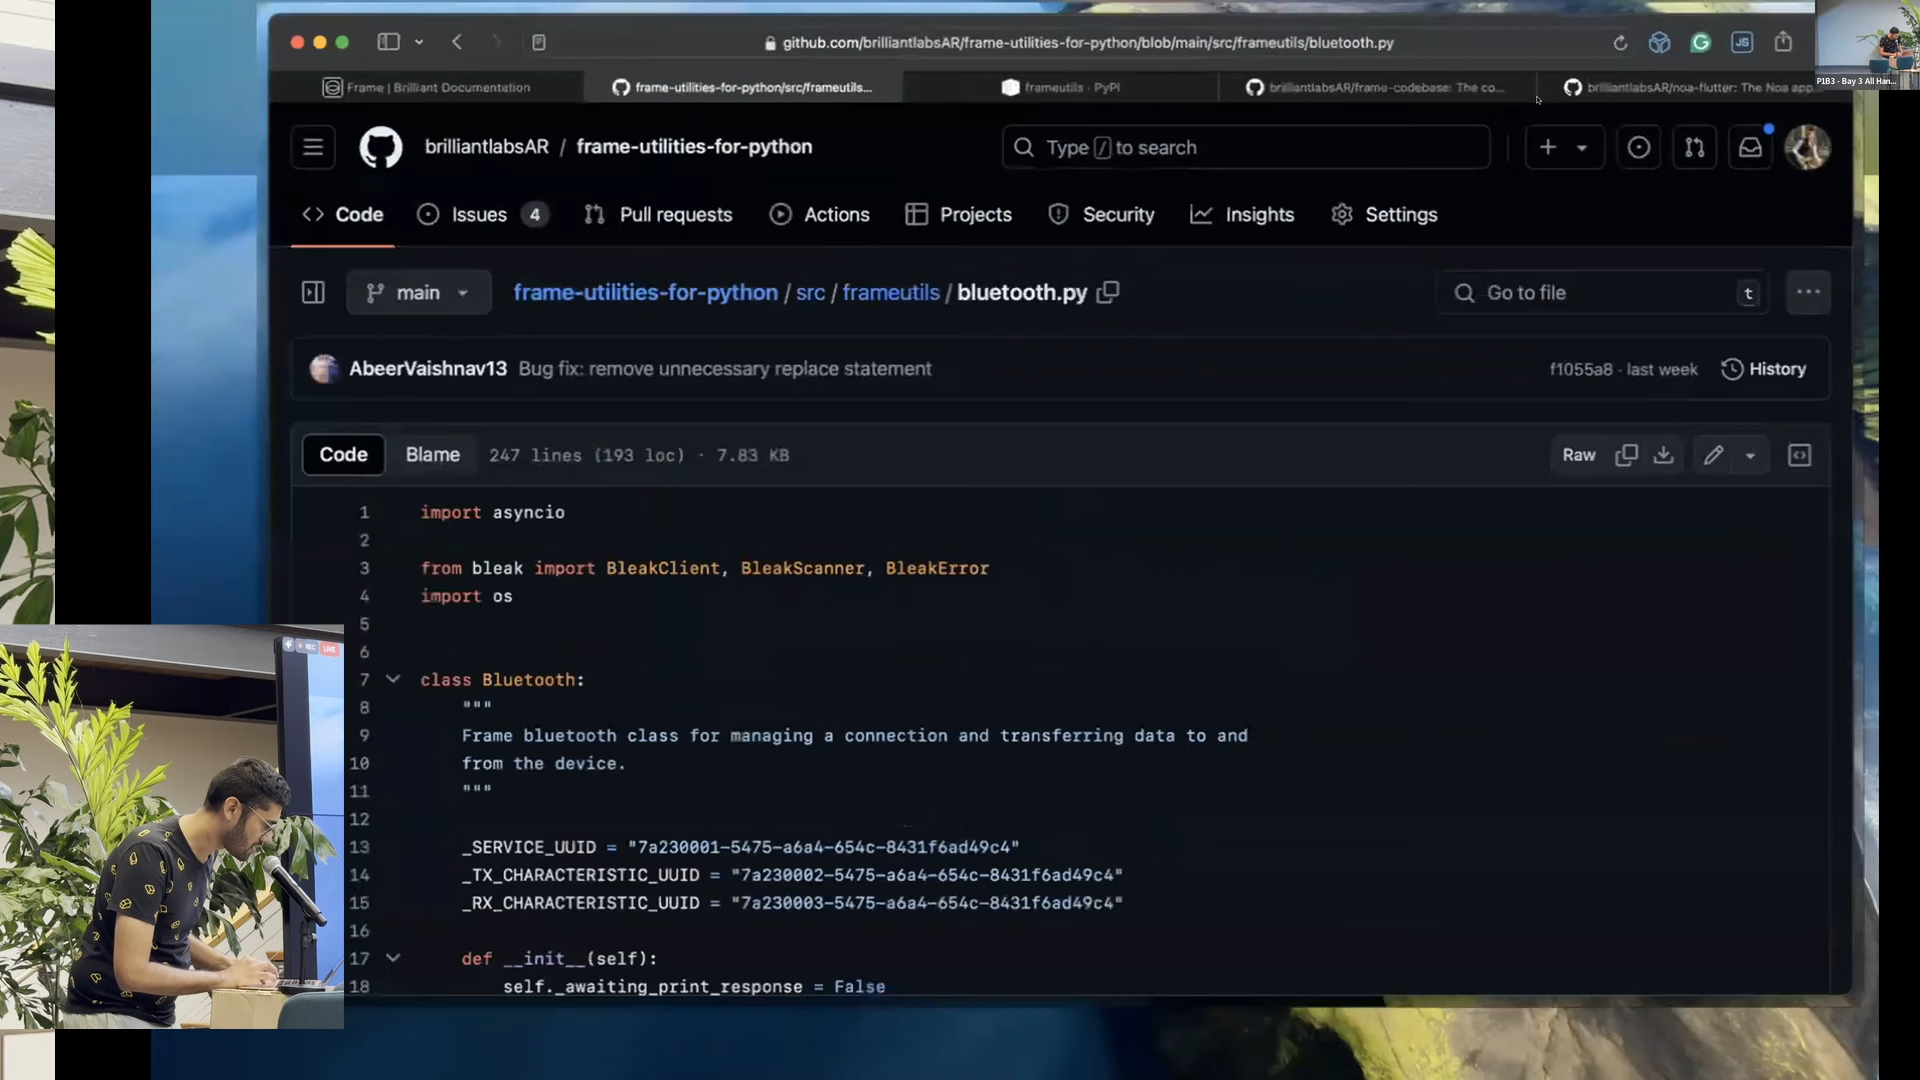 github.com/brilliantlabsAR/frame-utilities-for-python/blob/main/src/frameutils/bluetooth.py
JS
Frame | Brilliant Documentation
frame-utilities-for-python/src/frameutils...
frameutils · PyPI
brilliantlabsAR/frame-codebase: The co...
brilliantlabsAR/noa-flutter: The Noa app
P1B3 - Bay 3 All Han...
brilliantlabsAR / frame-utilities-for-python
Type / to search
Code
Issues 4
Pull requests
Actions
Projects
Security
Insights
Settings
main
frame-utilities-for-python / src / frameutils / bluetooth.py
Go to file t
AbeerVaishnav13 Bug fix: remove unnecessary replace statement
f1055a8 · last week
History
Code
Blame
247 lines (193 loc) · 7.83 KB
Raw
1 import asyncio
2
3 from bleak import BleakClient, BleakScanner, BleakError
4 import os
5
6
7 class Bluetooth:
8 """
9 Frame bluetooth class for managing a connection and transferring data to and
10 from the device.
11 """
12
13 _SERVICE_UUID = "7a230001-5475-a6a4-654c-8431f6ad49c4"
14 _TX_CHARACTERISTIC_UUID = "7a230002-5475-a6a4-654c-8431f6ad49c4"
15 _RX_CHARACTERISTIC_UUID = "7a230003-5475-a6a4-654c-8431f6ad49c4"
16
17 def __init__(self):
18 self._awaiting_print_response = False
REC
LIVE